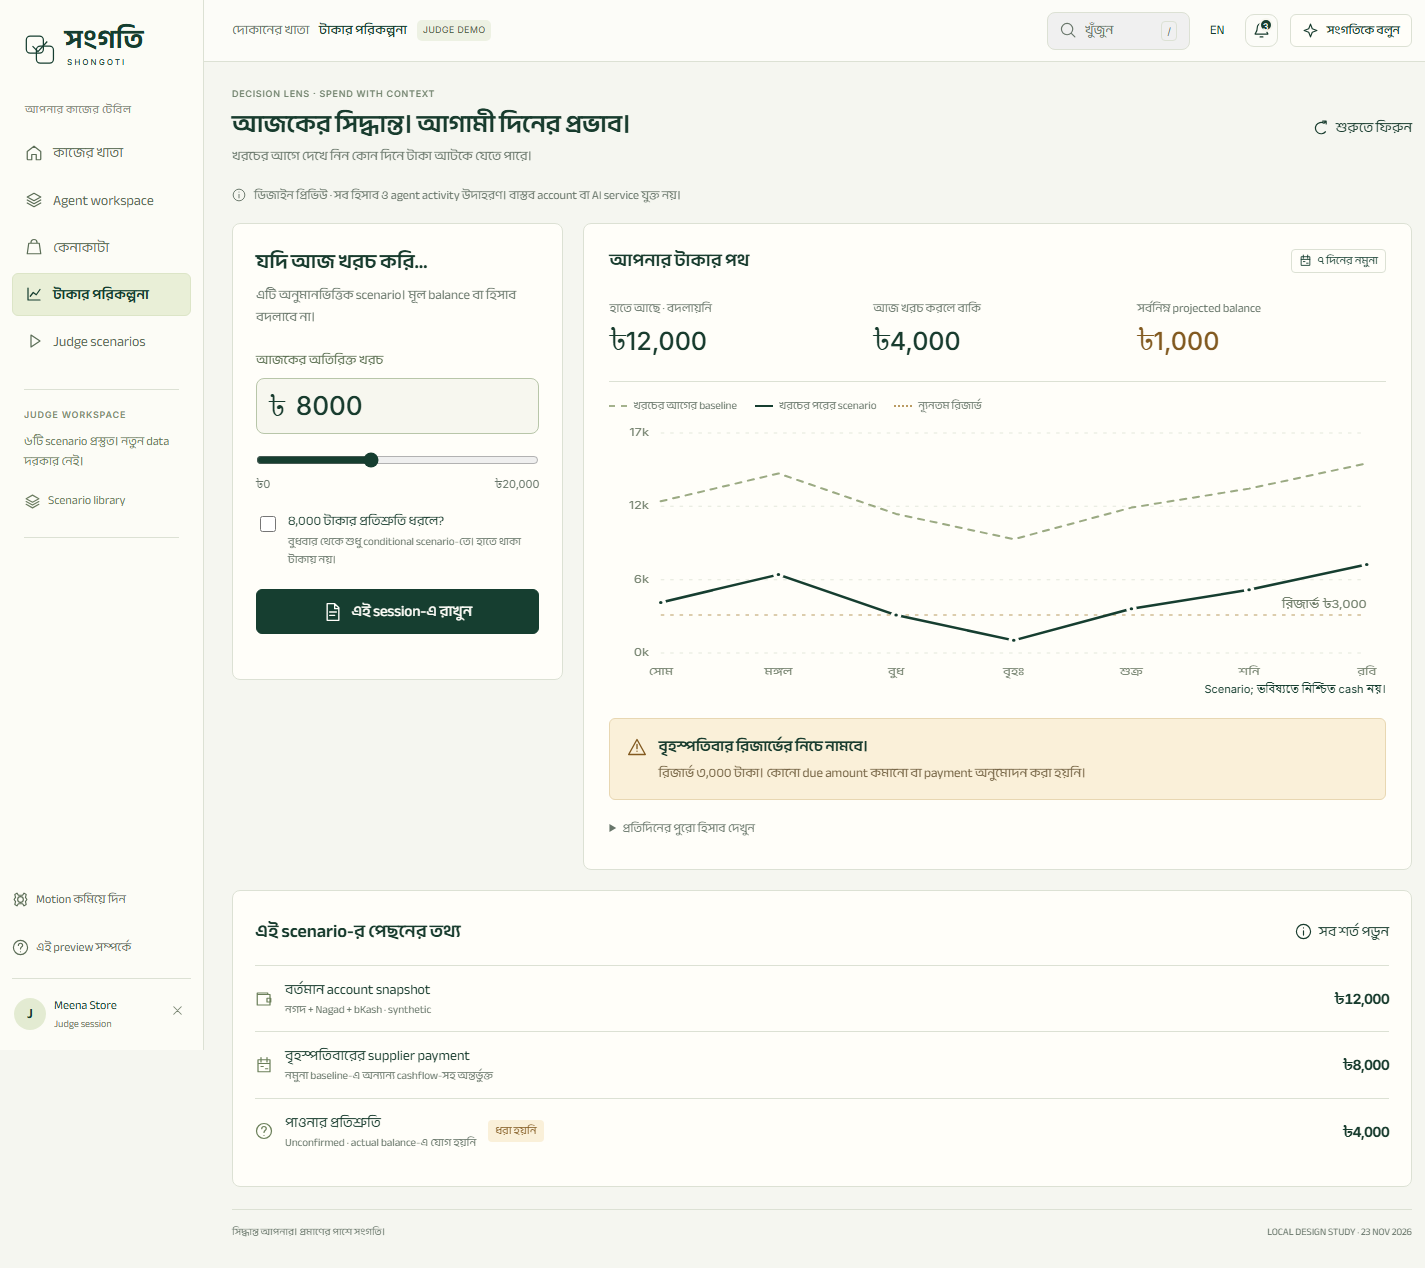 সংগতি
SHONGOTI
আপনার কাজের টেবিল
কাজের খাতা
Agent workspace
কেনাকাটা
টাকার পরিকল্পনা
Judge scenarios
JUDGE WORKSPACE
৬টি scenario প্রস্তুত। নতুন data
দরকার নেই।
Scenario library
Motion কমিয়ে দিন
এই preview সম্পর্কে
J
Meena Store
Judge session
দোকানের খাতা টাকার পরিকল্পনা JUDGE DEMO
খুঁজুন /
EN
3
সংগতিকে বলুন
DECISION LENS · SPEND WITH CONTEXT
আজকের সিদ্ধান্ত। আগামী দিনের প্রভাব।
খরচের আগে দেখে নিন কোন দিনে টাকা আটকে যেতে পারে।
শুরুতে ফিরুন
ডিজাইন প্রিভিউ · সব হিসাব ও agent activity উদাহরণ। বাস্তব account বা AI service যুক্ত নয়।
যদি আজ খরচ করি...
এটি অনুমানভিত্তিক scenario। মূল balance বা হিসাব
বদলাবে না।
আজকের অতিরিক্ত খরচ
৳ 8000
৳0 ৳20,000
৪,000 টাকার প্রতিশ্রুতি ধরলে?
বুধবার থেকে শুধু conditional scenario-তে। হাতে থাকা
টাকায় নয়।
এই session-এ রাখুন
আপনার টাকার পথ
৭ দিনের নমুনা
হাতে আছে · বদলায়নি
৳12,000
আজ খরচ করলে বাকি
৳4,000
সর্বনিম্ন projected balance
৳1,000
খরচের আগের baseline খরচের পরের scenario ন্যূনতম রিজার্ভ
17k
12k
6k
0k
রিজার্ভ ৳3,000
সোম মঙ্গল বুধ বৃহঃ শুক্র শনি রবি
Scenario; ভবিষ্যতে নিশ্চিত cash নয়।
বৃহস্পতিবার রিজার্ভের নিচে নামবে।
রিজার্ভ ৩,000 টাকা। কোনো due amount কমানো বা payment অনুমোদন করা হয়নি।
প্রতিদিনের পুরো হিসাব দেখুন
এই scenario-র পেছনের তথ্য
সব শর্ত পড়ুন
বর্তমান account snapshot
নগদ + Nagad + bKash · synthetic
৳12,000
বৃহস্পতিবারের supplier payment
নমুনা baseline-এ অন্যান্য cashflow-সহ অন্তর্ভুক্ত
৳8,000
পাওনার প্রতিশ্রুতি
Unconfirmed · actual balance-এ যোগ হয়নি
ধরা হয়নি
৳4,000
সিদ্ধান্ত আপনার। প্রমাণের পাশে সংগতি।
LOCAL DESIGN STUDY · 23 NOV 2026